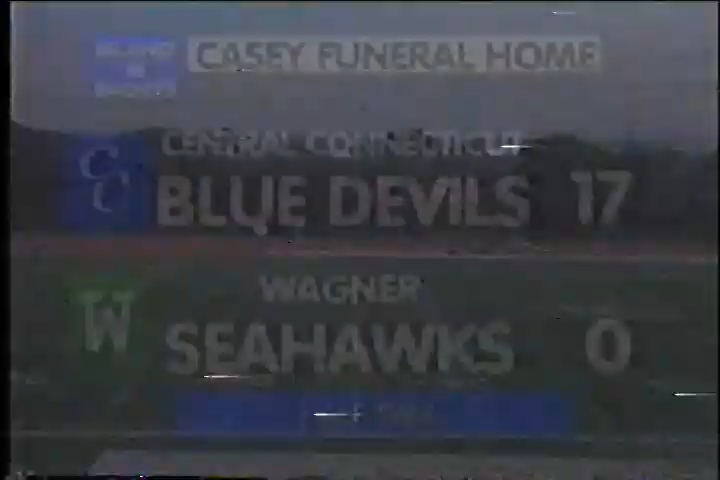 CASEY FUNERAL HOME
CENTRAL CONNECTICUT
CC
BLUE DEVILS 17
WAGNER
W
SEAHAWKS 0